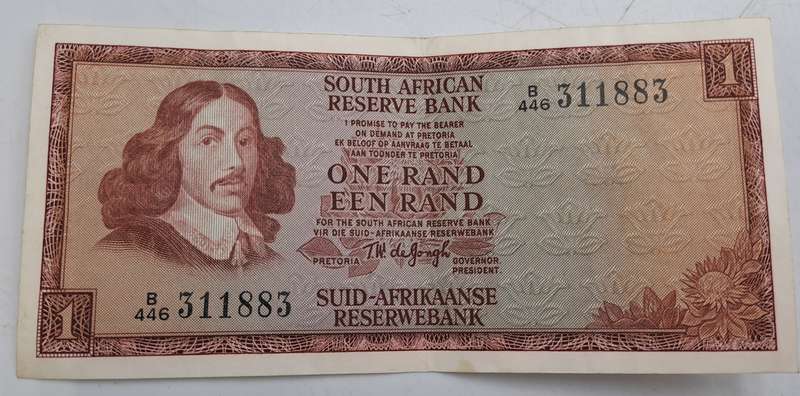 1
SOUTH AFRICAN
RESERVE BANK
B
446 311883
I PROMISE TO PAY THE BEARER
ON DEMAND AT PRETORIA
EK BELOOF OP AANVRAAG TE BETAAL
AAN TOONDER TE PRETORIA
ONE RAND
EEN RAND
FOR THE SOUTH AFRICAN RESERVE BANK
VIR DIE SUID-AFRIKAANSE RESERWEBANK
T.W. de Jongh
PRETORIA
GOVERNOR.
PRESIDENT.
B
446 311883
SUID-AFRIKAANSE
RESERWEBANK
1